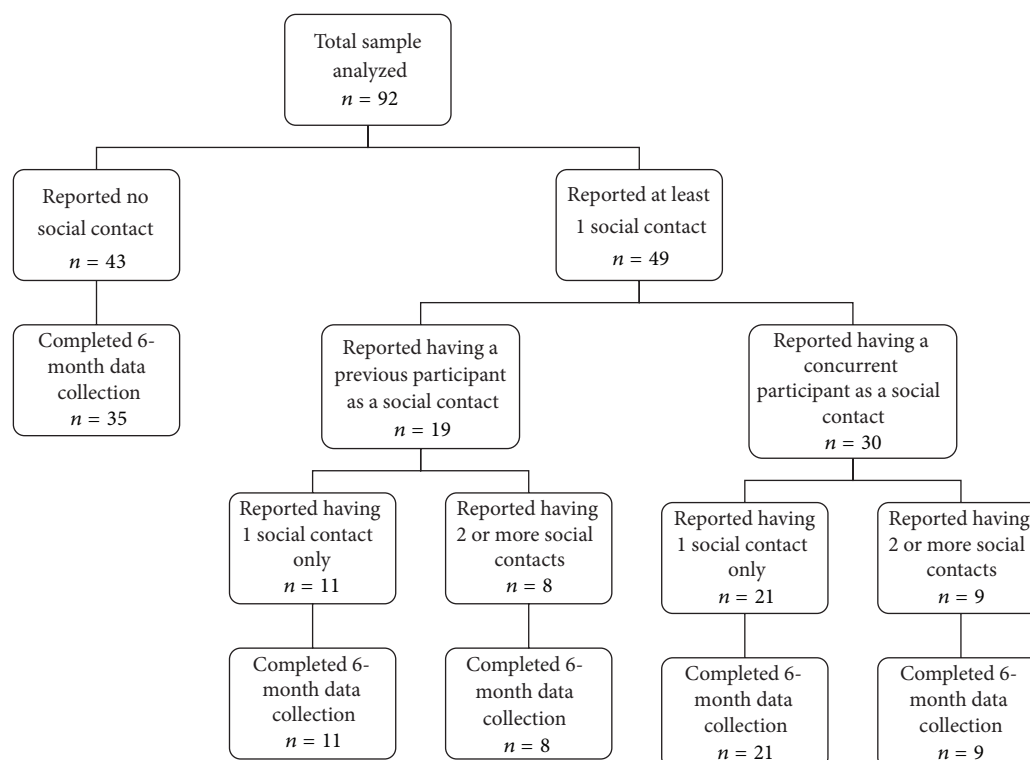 Total sample
analyzed
n = 92
Reported no
social contact
n = 43
Reported at least
1 social contact
n = 49
Completed 6-
month data
collection
n = 35
Reported having a
previous participant
as a social contact
n = 19
Reported having a
concurrent
participant as a social
contact
n = 30
Reported having
1 social contact
only
n = 11
Reported having
2 or more social
contacts
n = 8
Reported having
1 social contact
only
n = 21
Reported having
2 or more social
contacts
n = 9
Completed 6-
month data
collection
n = 11
Completed 6-
month data
collection
n = 8
Completed 6-
month data
collection
n = 21
Completed 6-
month data
collection
n = 9